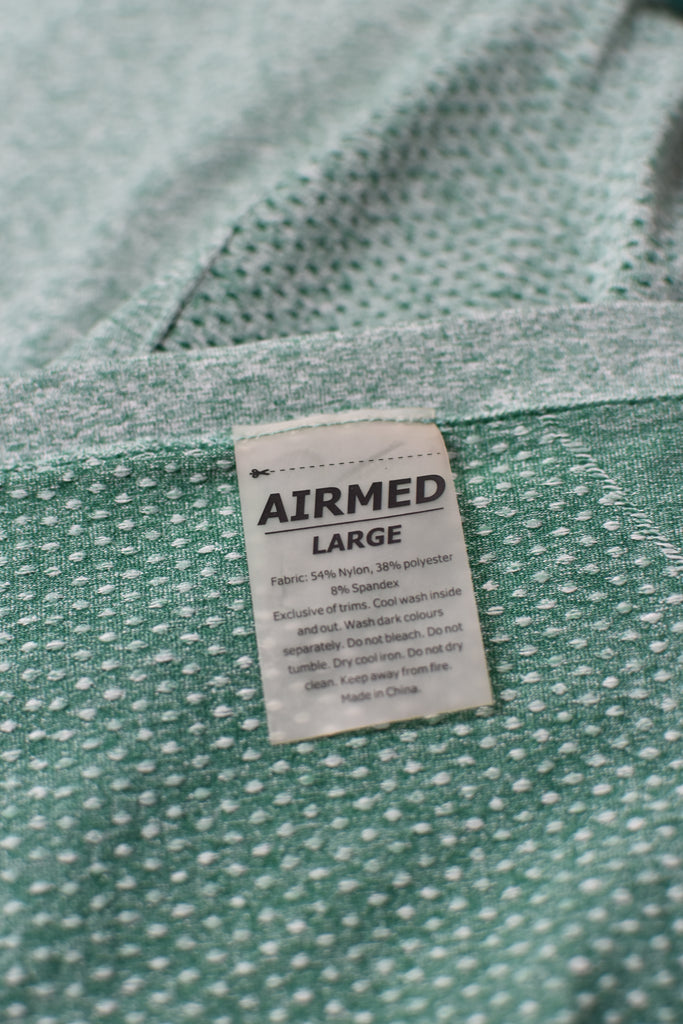 AIRMED
LARGE
Fabric: 54% Nylon, 38% polyester
8% Spandex
Exclusive of trims. Cool wash inside
and out. Wash dark colours
separately. Do not bleach. Do not
tumble. Dry cool iron. Do not dry
clean. Keep away from fire.
Made in China.